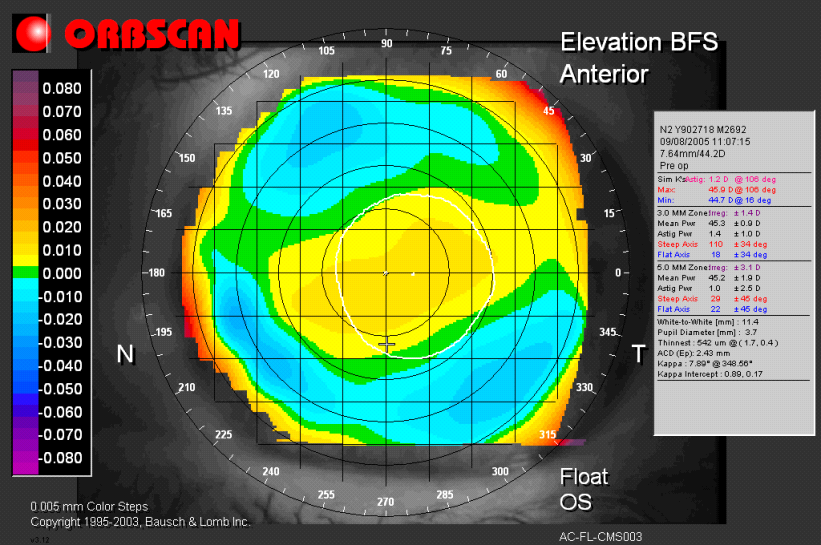 ORBSCAN
Elevation BFS
Anterior
0.080
0.070
0.060
0.050
0.040
0.030
0.020
0.010
0.000
-0.010
-0.020
-0.030
-0.040
-0.050
-0.060
-0.070
-0.080
90
75
60
45
30
15
0
345
330
315
300
285
270
255
240
225
210
195
180
165
150
135
120
105
N
T
N2 Y902718 M2692
09/08/2005 11:07:15
7.64mm/44.2D
Pre op
Sim K's Astig: 1.2 D @ 106 deg
Max: 45.9 D @ 106 deg
Min: 44.7 D @ 16 deg
3.0 MM Zone: Irreg: ± 1.4 D
Mean Pwr 45.3 ± 0.9 D
Astig Pwr 1.4 ± 1.0 D
Steep Axis 110 ± 34 deg
Flat Axis 18 ± 34 deg
5.0 MM Zone: Irreg: ± 3.1 D
Mean Pwr 45.2 ± 1.9 D
Astig Pwr 1.0 ± 2.5 D
Steep Axis 29 ± 45 deg
Flat Axis 22 ± 45 deg
White-to-White [mm] : 11.4
Pupil Diameter [mm] : 3.7
Thinnest : 542 um @ ( 1.7, 0.4 )
ACD (Ep): 2.43 mm
Kappa : 7.89° @ 348.56°
Kappa Intercept : 0.89, 0.17
Float
OS
0.005 mm Color Steps
Copyright 1995-2003, Bausch & Lomb Inc.
v3.12
AC-FL-CMS003